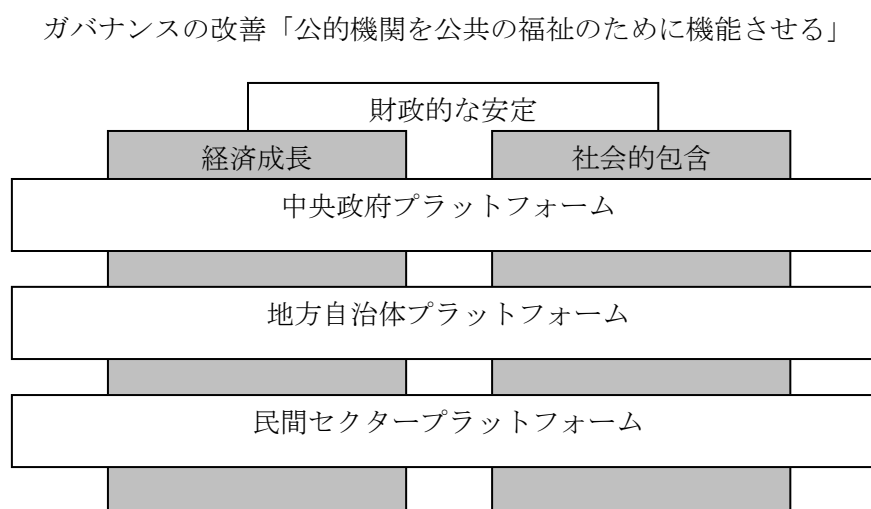 ガバナンスの改善「公的機関を公共の福祉のために機能させる」
財政的な安定
経済成長
社会的包含
中央政府プラットフォーム
地方自治体プラットフォーム
民間セクタープラットフォーム